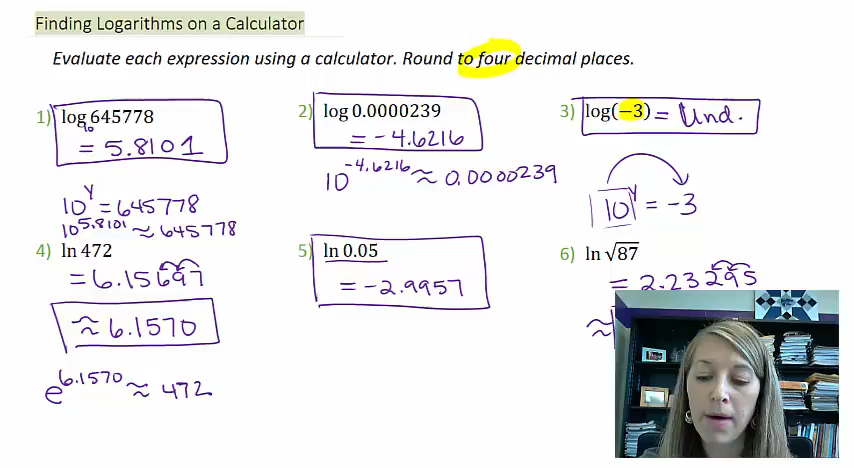 Finding Logarithms on a Calculator
Evaluate each expression using a calculator. Round to four decimal places.
1) log₁₀ 645778
= 5.8101
10^y = 645778
10^5.8101 ≈ 645778
2) log 0.0000239
= -4.6216
10^-4.6216 ≈ 0.0000239
3) log(−3) = Und.
10^y = -3
4) ln 472
= 6.15697
≈ 6.1570
e^6.1570 ≈ 472
5) ln 0.05
= -2.9957
6) ln √87
= 2.23295
≈